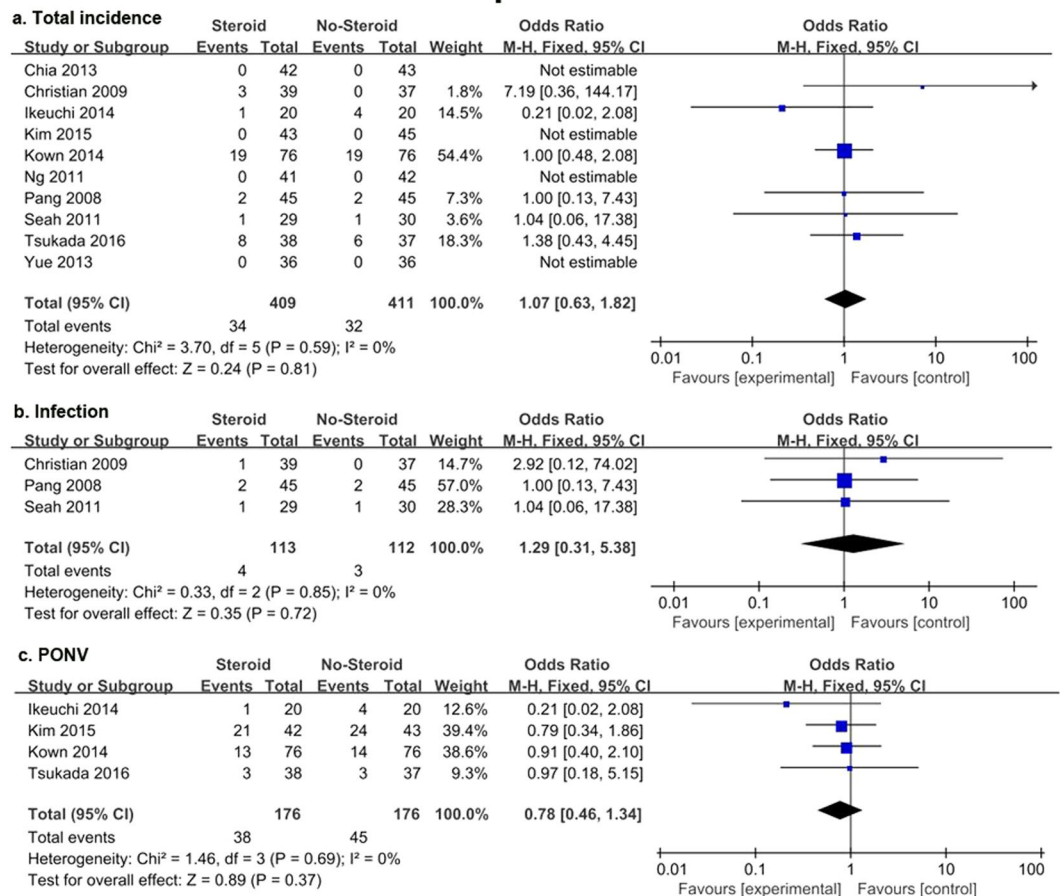 a. Total incidence
Steroid No-Steroid Odds Ratio Odds Ratio
Study or Subgroup Events Total Events Total Weight M-H, Fixed, 95% CI M-H, Fixed, 95% CI
Chia 2013 0 42 0 43 Not estimable
Christian 2009 3 39 0 37 1.8% 7.19 [0.36, 144.17]
Ikeuchi 2014 1 20 4 20 14.5% 0.21 [0.02, 2.08]
Kim 2015 0 43 0 45 Not estimable
Kown 2014 19 76 19 76 54.4% 1.00 [0.48, 2.08]
Ng 2011 0 41 0 42 Not estimable
Pang 2008 2 45 2 45 7.3% 1.00 [0.13, 7.43]
Seah 2011 1 29 1 30 3.6% 1.04 [0.06, 17.38]
Tsukada 2016 8 38 6 37 18.3% 1.38 [0.43, 4.45]
Yue 2013 0 36 0 36 Not estimable
Total (95% CI) 409 411 100.0% 1.07 [0.63, 1.82]
Total events 34 32
Heterogeneity: Chi² = 3.70, df = 5 (P = 0.59); I² = 0%
Test for overall effect: Z = 0.24 (P = 0.81)
0.01 0.1 1 10 100
Favours [experimental] Favours [control]
b. Infection
Steroid No-Steroid Odds Ratio Odds Ratio
Study or Subgroup Events Total Events Total Weight M-H, Fixed, 95% CI M-H, Fixed, 95% CI
Christian 2009 1 39 0 37 14.7% 2.92 [0.12, 74.02]
Pang 2008 2 45 2 45 57.0% 1.00 [0.13, 7.43]
Seah 2011 1 29 1 30 28.3% 1.04 [0.06, 17.38]
Total (95% CI) 113 112 100.0% 1.29 [0.31, 5.38]
Total events 4 3
Heterogeneity: Chi² = 0.33, df = 2 (P = 0.85); I² = 0%
Test for overall effect: Z = 0.35 (P = 0.72)
0.01 0.1 1 10 100
Favours [experimental] Favours [control]
c. PONV
Steroid No-Steroid Odds Ratio Odds Ratio
Study or Subgroup Events Total Events Total Weight M-H, Fixed, 95% CI M-H, Fixed, 95% CI
Ikeuchi 2014 1 20 4 20 12.6% 0.21 [0.02, 2.08]
Kim 2015 21 42 24 43 39.4% 0.79 [0.34, 1.86]
Kown 2014 13 76 14 76 38.6% 0.91 [0.40, 2.10]
Tsukada 2016 3 38 3 37 9.3% 0.97 [0.18, 5.15]
Total (95% CI) 176 176 100.0% 0.78 [0.46, 1.34]
Total events 38 45
Heterogeneity: Chi² = 1.46, df = 3 (P = 0.69); I² = 0%
Test for overall effect: Z = 0.89 (P = 0.37)
0.01 0.1 1 10 100
Favours [experimental] Favours [control]